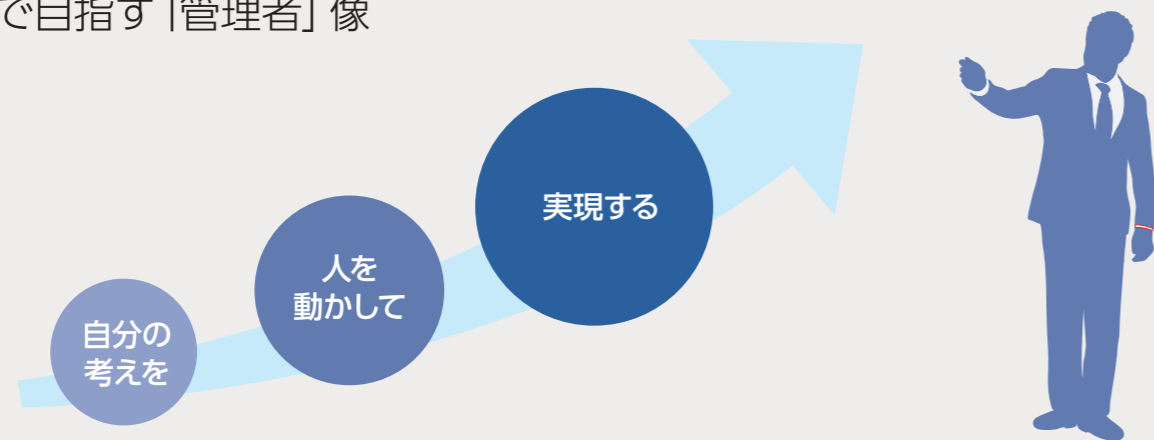 で目指す「管理者」像
実現する
人を
動かして
自分の
考えを